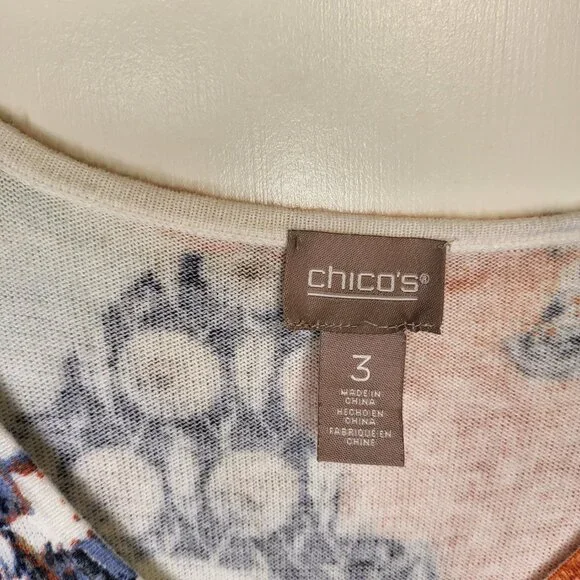 chico's®
3
MADE IN
CHINA
HECHO EN
CHINA
FABRIQUÉ EN
CHINE